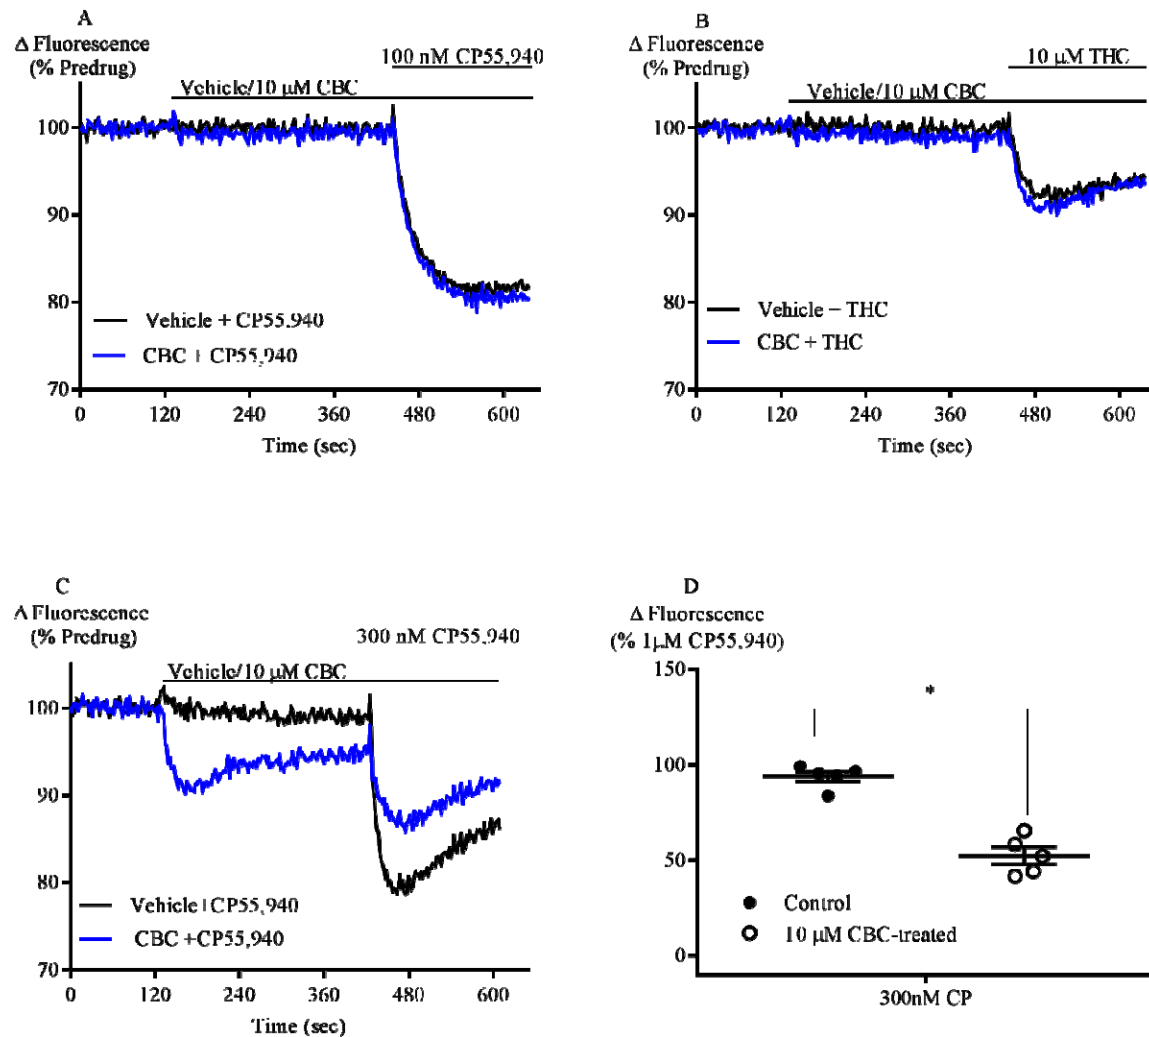 A
Δ Fluorescence
(% Predrug)
100 nM CP55,940
Vehicle/10 μM CBC
100
90
80
70
Vehicle + CP55.940
CBC + CP55,940
0 120 240 360 480 600
Time (sec)
B
Δ Fluorescence
(% Predrug)
10 μM THC
Vehicle/10 μM CBC
100
90
80
70
Vehicle – THC
CBC + THC
0 120 240 360 480 600
Time (sec)
C
Δ Fluorescence
(% Predrug)
300 nM CP55,940
Vehicle/10 μM CBC
100
90
80
70
Vehicle+CP55,940
CBC +CP55,940
0 120 240 360 480 600
Time (sec)
D
Δ Fluorescence
(% 1μM CP55,940)
150
*
100
50
0
Control
10 μM CBC-treated
300nM CP